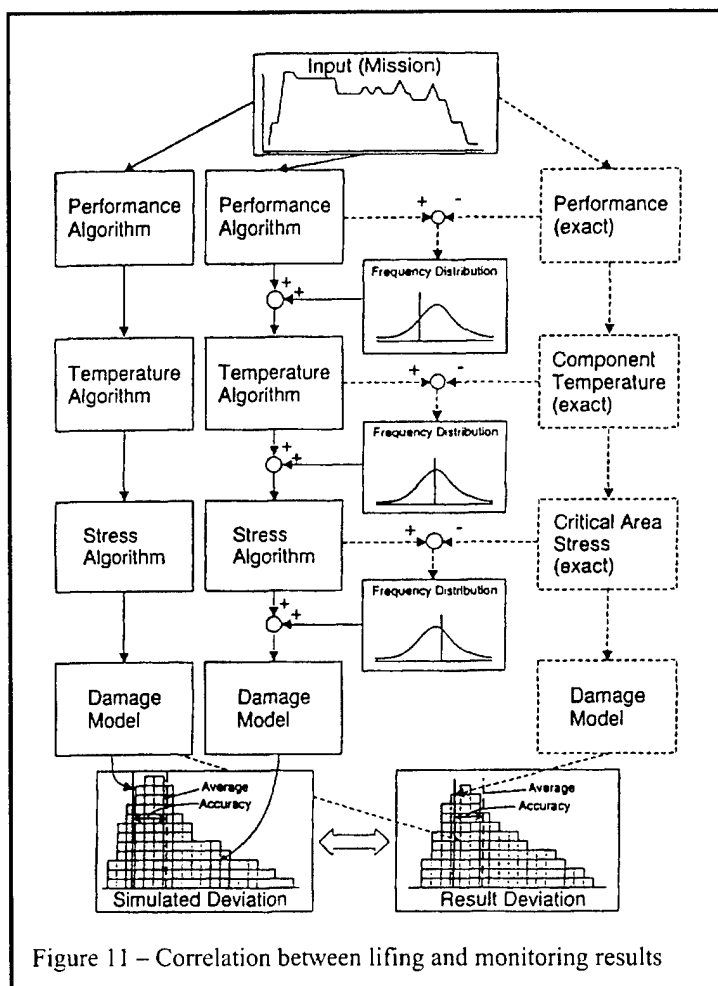 Input (Mission)
Performance
Algorithm
Performance
Algorithm
+
-
Performance
(exact)
Frequency Distribution
+
+
Temperature
Algorithm
Temperature
Algorithm
+
-
Component
Temperature
(exact)
Frequency Distribution
+
+
Stress
Algorithm
Stress
Algorithm
+
-
Critical Area
Stress
(exact)
Frequency Distribution
+
+
Damage
Model
Damage
Model
Damage
Model
Average
Accuracy
Simulated Deviation
Average
Accuracy
Result Deviation
Figure 11 – Correlation between lifing and monitoring results